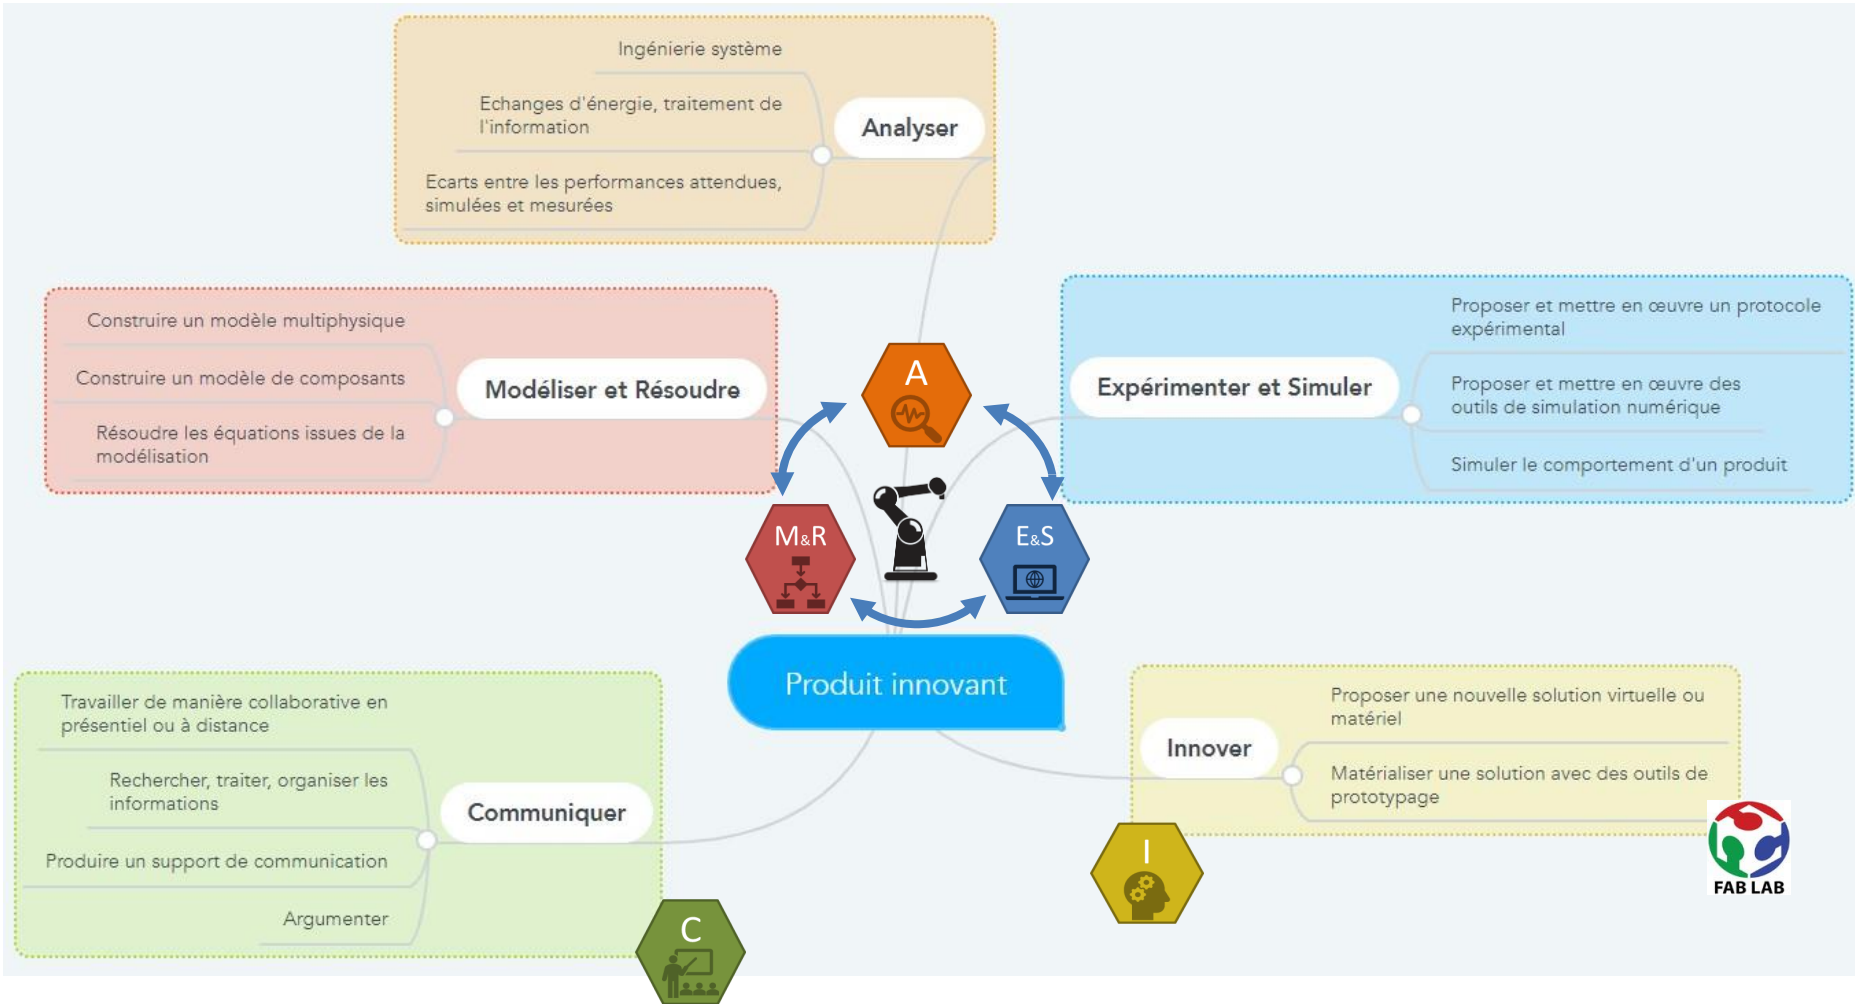 Ingénierie système
Echanges d'énergie, traitement de
l'information
Ecarts entre les performances attendues,
simulées et mesurées
Analyser
Construire un modèle multiphysique
Construire un modèle de composants
Résoudre les équations issues de la
modélisation
Modéliser et Résoudre
Expérimenter et Simuler
Proposer et mettre en œuvre un protocole
expérimental
Proposer et mettre en œuvre des
outils de simulation numérique
Simuler le comportement d'un produit
A
M&R
E&S
Produit innovant
Travailler de manière collaborative en
présentiel ou à distance
Rechercher, traiter, organiser les
informations
Produire un support de communication
Argumenter
Communiquer
C
Innover
Proposer une nouvelle solution virtuelle ou
matériel
Matérialiser une solution avec des outils de
prototypage
I
FAB LAB